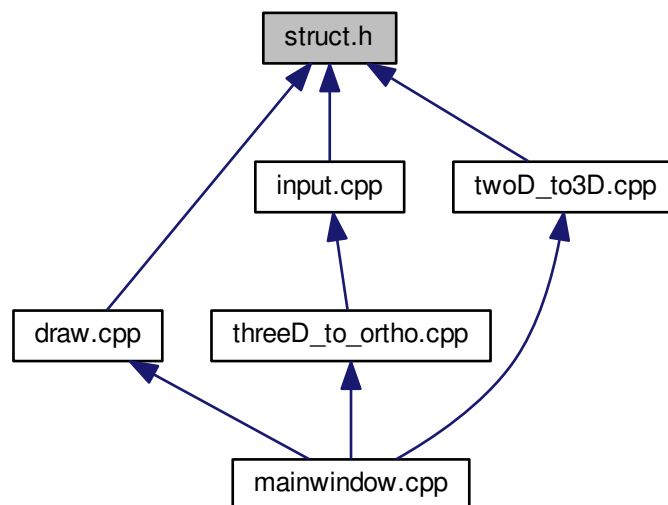 struct.h
input.cpp
twoD_to3D.cpp
draw.cpp
threeD_to_ortho.cpp
mainwindow.cpp